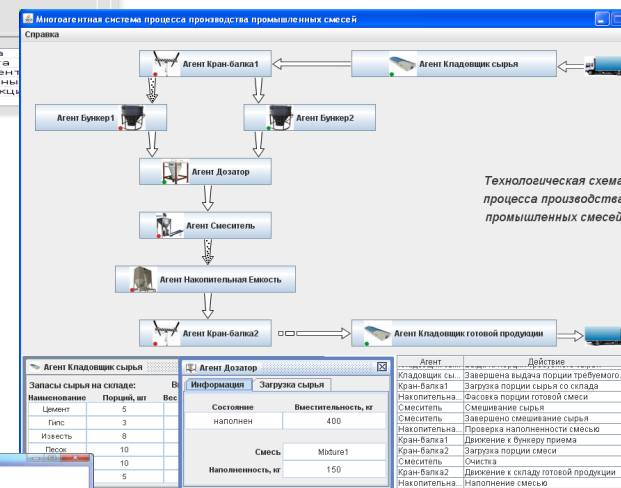 Многоагентная система процесса производства промышленных смесей
Справка
Агент Кран-балка1
Агент Кладовщик сырья
Агент Бункер1
Агент Бункер2
Агент Дозатор
Технологическая схема
процесса производства
промышленных смесей
Агент Смеситель
Агент Накопительная Емкость
Агент Кран-балка2
Агент Кладовщик готовой продукции
Агент Кладовщик сырья
Запасы сырья на складе:
Наименование Порций, шт Вес
Цемент 5
Гипс 3
Известь 8
Песок 10
10
5
Агент Дозатор
Информация Загрузка сырья
Состояние Вместительность, кг
наполнен 400
Смесь Mixture1
Наполненность, кг 150
Агент Действие
Кладовщик сы... Завершена выдача порции требуемого...
Кран-балка1 Загрузка порции сырья со склада
Накопительна... Фасовка порции готовой смеси
Смеситель Смешивание сырья
Смеситель Завершено смешивание сырья
Накопительна... Проверка наполненности смесью
Кран-балка1 Движение к бункеру приема
Кран-балка2 Загрузка порции смеси
Смеситель Очистка
Кран-балка2 Движение к складу готовой продукции
Накопительна... Наполнение смесью